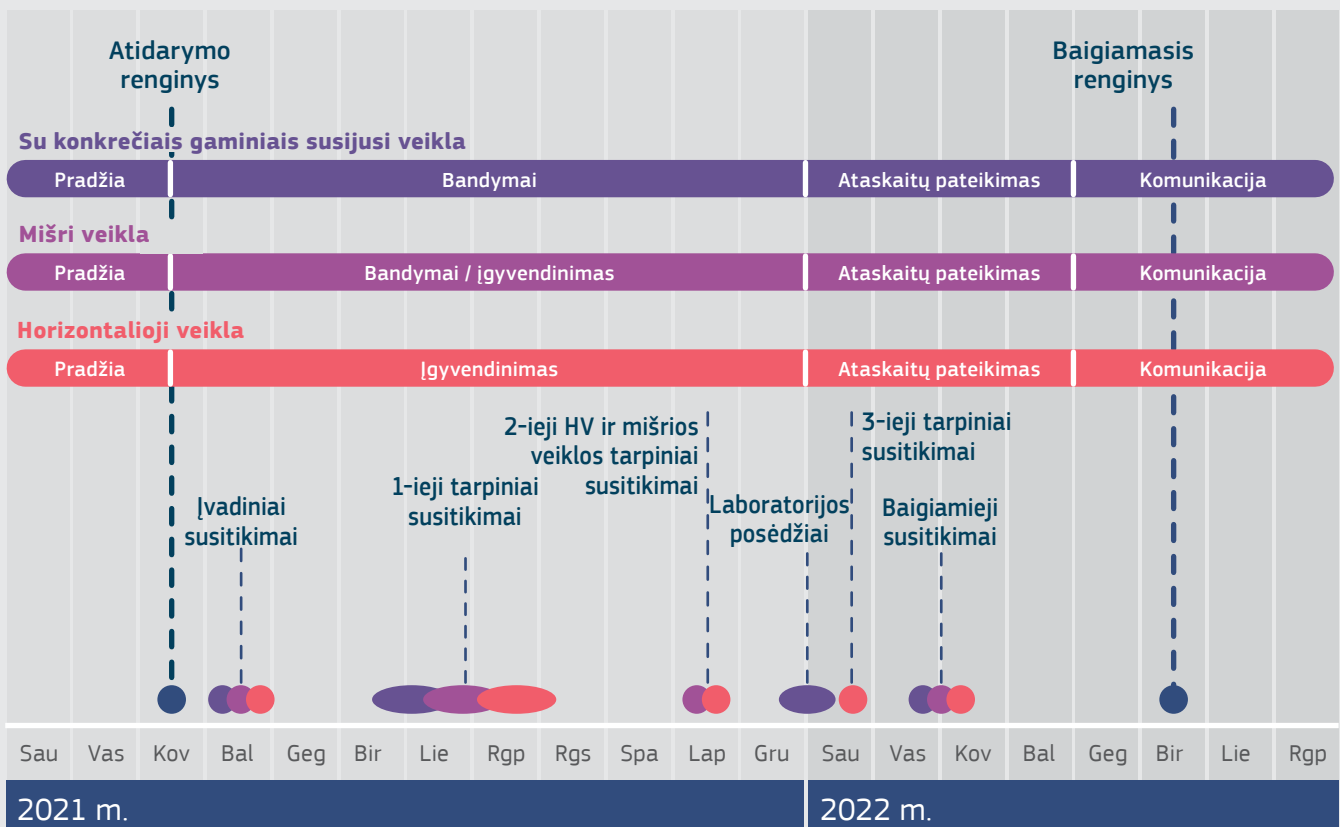 Atidarymo
renginys
Baigiamasis
renginys
Su konkrečiais gaminiais susijusi veikla
Pradžia Bandymai Ataskaitų pateikimas Komunikacija
Mišri veikla
Pradžia Bandymai / įgyvendinimas Ataskaitų pateikimas Komunikacija
Horizontalioji veikla
Pradžia Įgyvendinimas Ataskaitų pateikimas Komunikacija
Įvadiniai
susitikimai
1-ieji tarpiniai
susitikimai
2-ieji HV ir mišrios
veiklos tarpiniai
susitikimai
Laboratorijos
posėdžiai
3-ieji tarpiniai
susitikimai
Baigiamieji
susitikimai
Sau Vas Kov Bal Geg Bir Lie Rgp Rgs Spa Lap Gru Sau Vas Kov Bal Geg Bir Lie Rgp
2021 m. 2022 m.